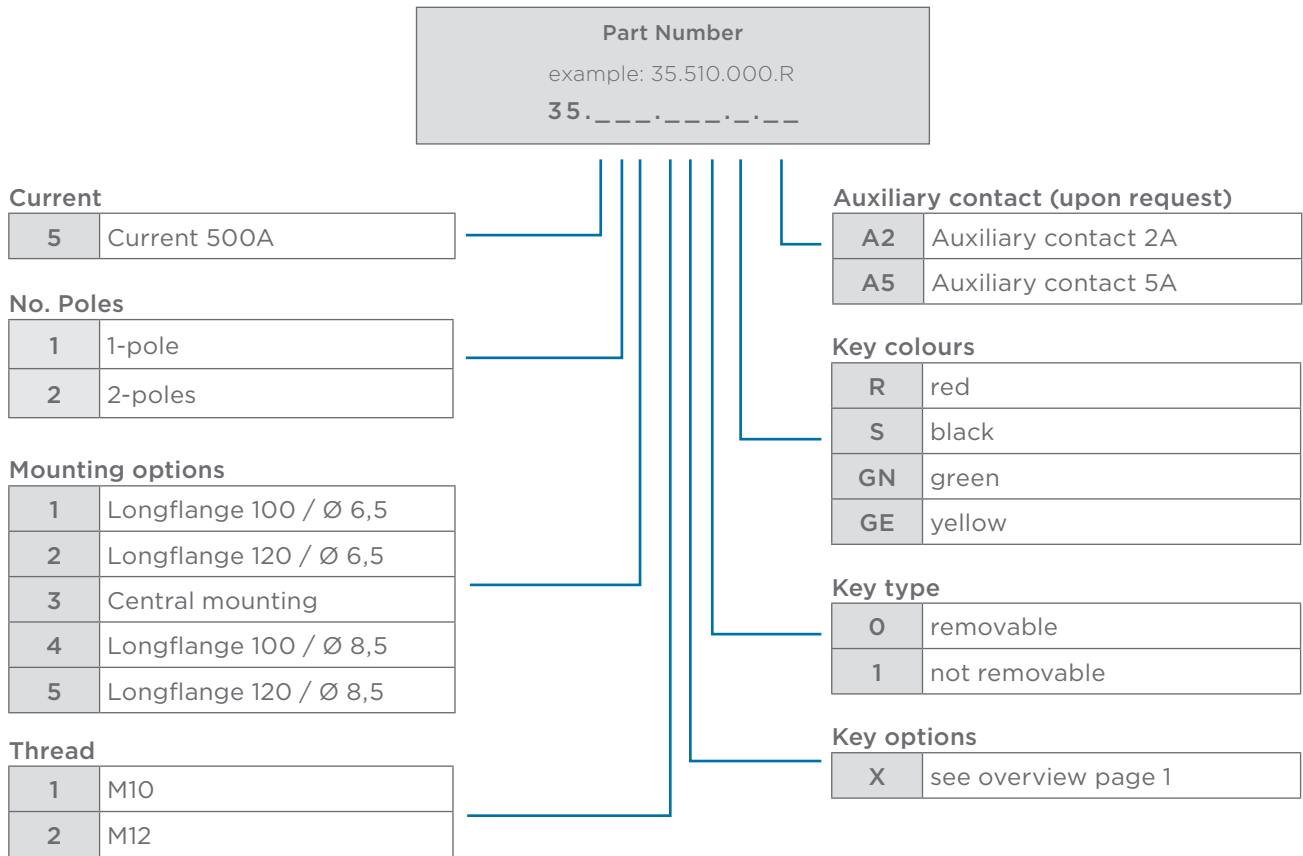 Part Number
example: 35.510.000.R
35._ _ _._ _ _._._ _
Current
5 Current 500A
No. Poles
1 1-pole
2 2-poles
Mounting options
1 Longflange 100 / Ø 6,5
2 Longflange 120 / Ø 6,5
3 Central mounting
4 Longflange 100 / Ø 8,5
5 Longflange 120 / Ø 8,5
Thread
1 M10
2 M12
Auxiliary contact (upon request)
A2 Auxiliary contact 2A
A5 Auxiliary contact 5A
Key colours
R red
S black
GN green
GE yellow
Key type
0 removable
1 not removable
Key options
X see overview page 1